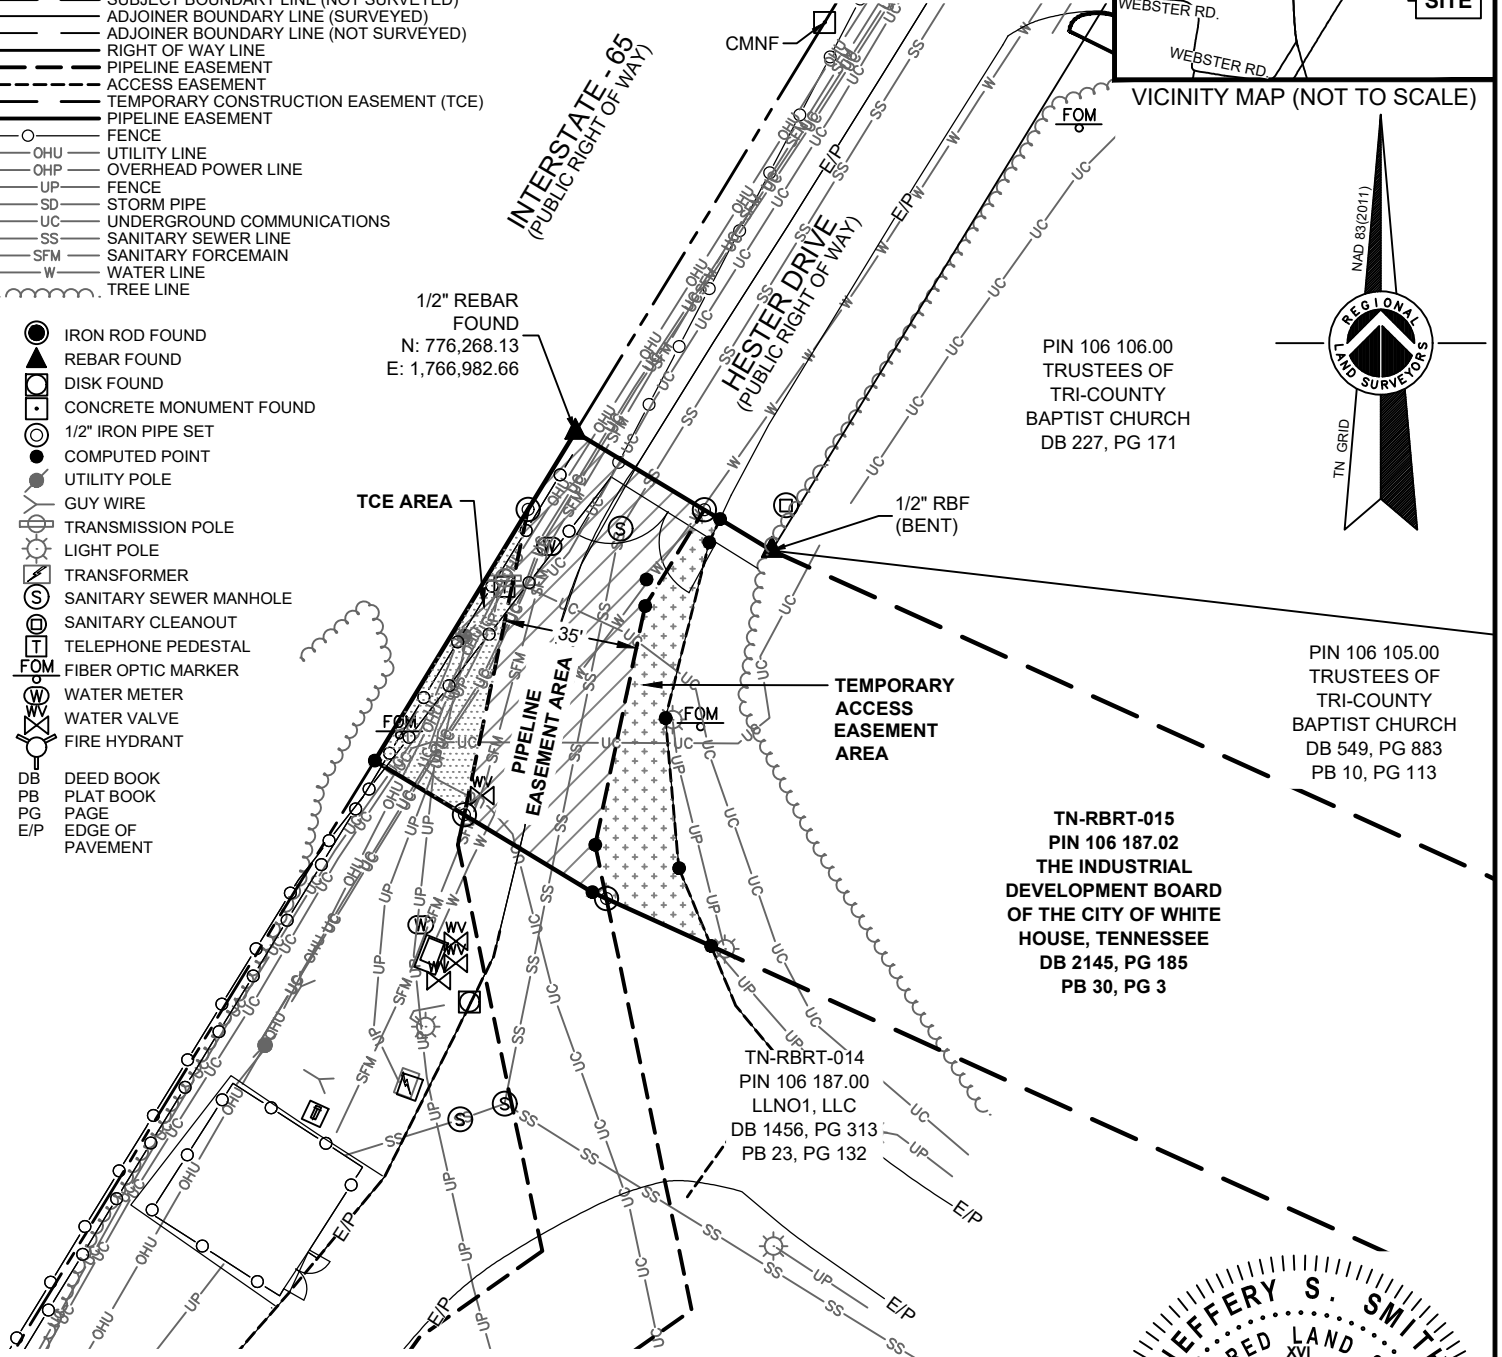 SUBJECT BOUNDARY LINE (NOT SURVEYED)
ADJOINER BOUNDARY LINE (SURVEYED)
ADJOINER BOUNDARY LINE (NOT SURVEYED)
RIGHT OF WAY LINE
PIPELINE EASEMENT
ACCESS EASEMENT
TEMPORARY CONSTRUCTION EASEMENT (TCE)
PIPELINE EASEMENT
FENCE
OHU UTILITY LINE
OHP OVERHEAD POWER LINE
UP FENCE
SD STORM PIPE
UC UNDERGROUND COMMUNICATIONS
SS SANITARY SEWER LINE
SFM SANITARY FORCEMAIN
W WATER LINE
TREE LINE
IRON ROD FOUND
REBAR FOUND
DISK FOUND
CONCRETE MONUMENT FOUND
1/2" IRON PIPE SET
COMPUTED POINT
UTILITY POLE
GUY WIRE
TRANSMISSION POLE
LIGHT POLE
TRANSFORMER
S SANITARY SEWER MANHOLE
SANITARY CLEANOUT
T TELEPHONE PEDESTAL
FOM FIBER OPTIC MARKER
W WATER METER
WV WATER VALVE
FIRE HYDRANT
DB DEED BOOK
PB PLAT BOOK
PG PAGE
E/P EDGE OF
PAVEMENT
CMNF
INTERSTATE - 65
(PUBLIC RIGHT OF WAY)
HESTER DRIVE
(PUBLIC RIGHT OF WAY)
E/P
E/P
1/2" REBAR
FOUND
N: 776,268.13
E: 1,766,982.66
TCE AREA
35'
PIPELINE
EASEMENT AREA
TEMPORARY
ACCESS
EASEMENT
AREA
1/2" RBF
(BENT)
FOM
FOM
FOM
WEBSTER RD.
WEBSTER RD.
SITE
VICINITY MAP (NOT TO SCALE)
NAD 83(2011)
REGIONAL
LAND SURVEYORS
TN GRID
PIN 106 106.00
TRUSTEES OF
TRI-COUNTY
BAPTIST CHURCH
DB 227, PG 171
PIN 106 105.00
TRUSTEES OF
TRI-COUNTY
BAPTIST CHURCH
DB 549, PG 883
PB 10, PG 113
TN-RBRT-015
PIN 106 187.02
THE INDUSTRIAL
DEVELOPMENT BOARD
OF THE CITY OF WHITE
HOUSE, TENNESSEE
DB 2145, PG 185
PB 30, PG 3
TN-RBRT-014
PIN 106 187.00
LLNO1, LLC
DB 1456, PG 313
PB 23, PG 132
E/P
E/P
E/P
E/P
EFFERY S. SMITH
LAND
XVI